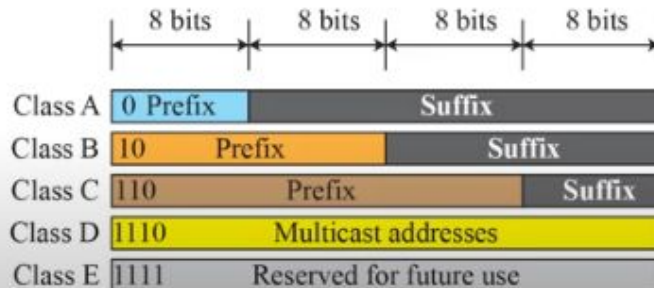 8 bits 8 bits 8 bits 8 bits
Class A 0 Prefix Suffix
Class B 10 Prefix Suffix
Class C 110 Prefix Suffix
Class D 1110 Multicast addresses
Class E 1111 Reserved for future use